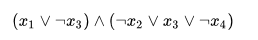 (x₁ ∨ ¬x₃) ∧ (¬x₂ ∨ x₃ ∨ ¬x₄)